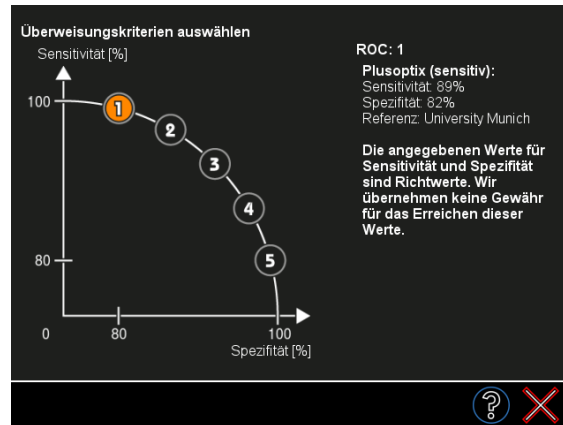 Überweisungskriterien auswählen
Sensitivität [%]
100
80
0
80
100
Spezifität [%]
1
2
3
4
5
ROC: 1
Plusoptix (sensitiv):
Sensitivität: 89%
Spezifität: 82%
Referenz: University Munich
Die angegebenen Werte für
Sensitivität und Spezifität
sind Richtwerte. Wir
übernehmen keine Gewähr
für das Erreichen dieser
Werte.
?